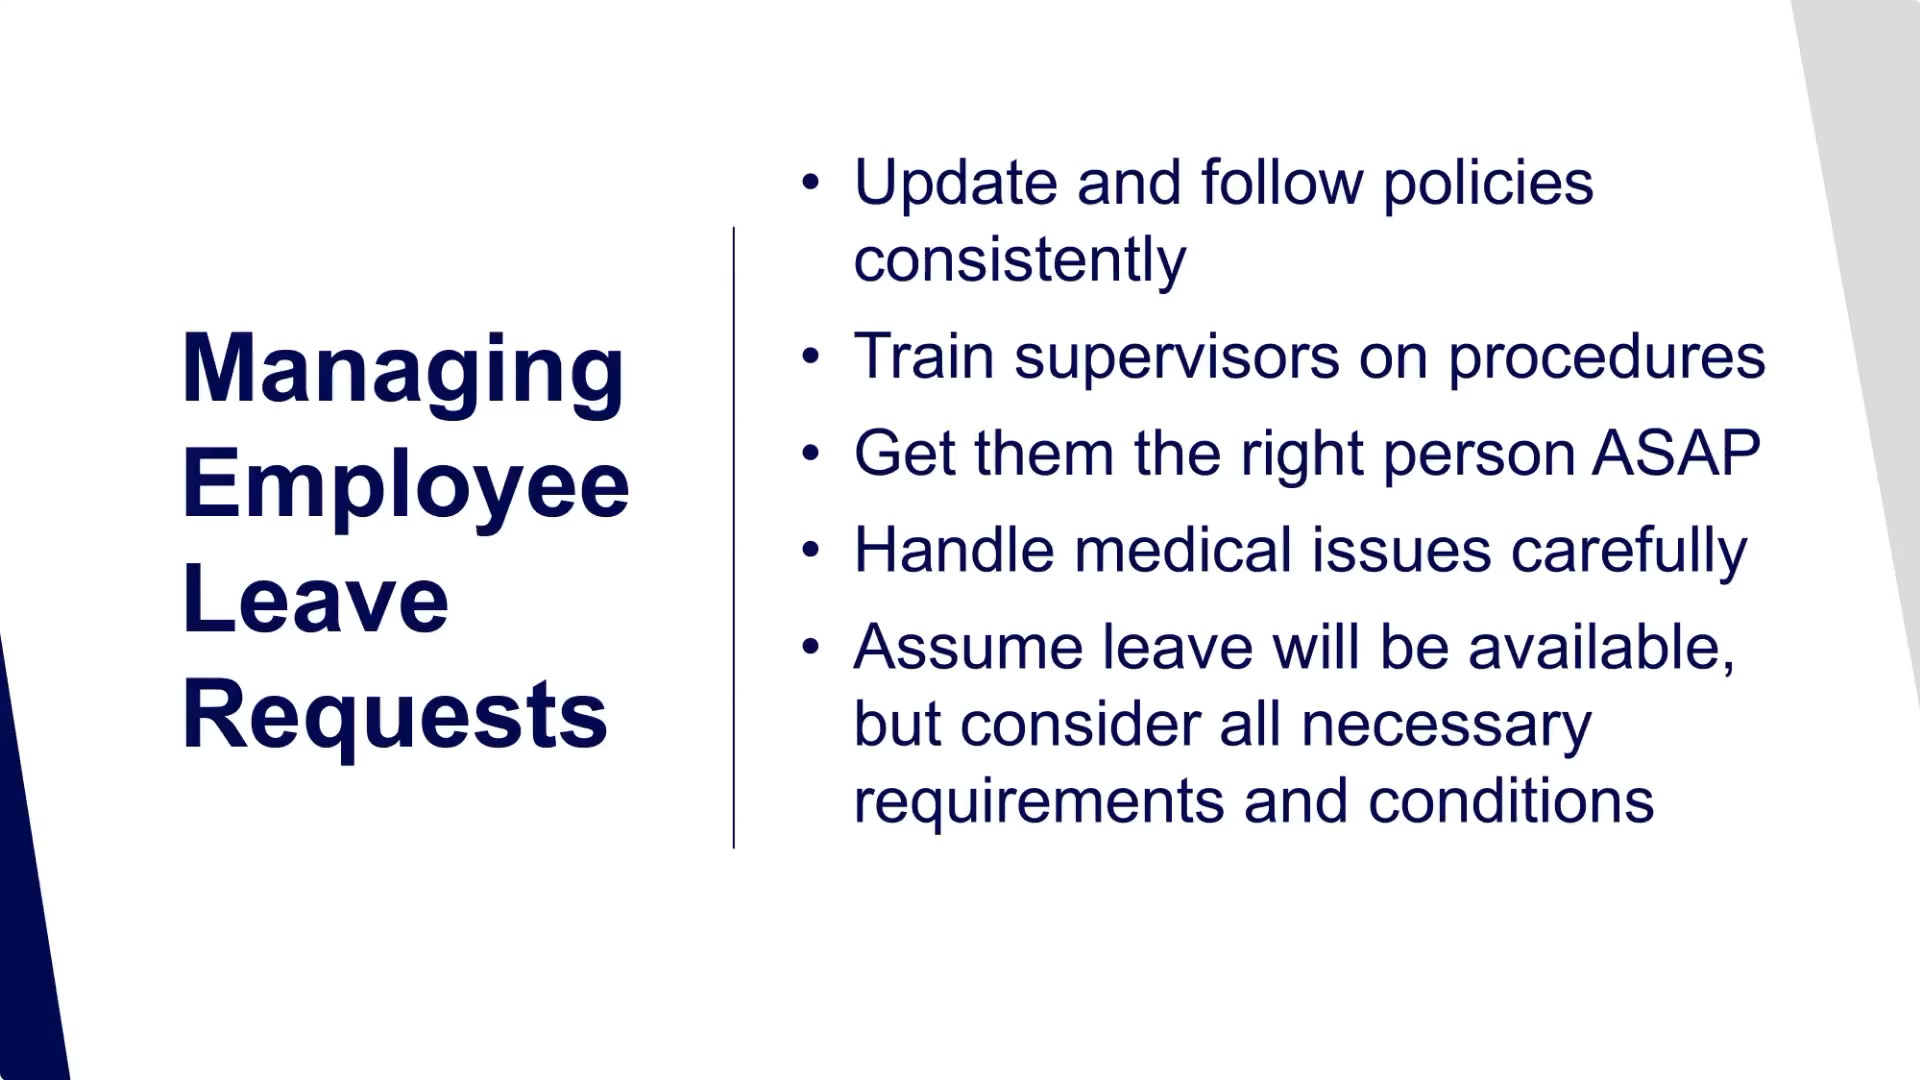 Managing
Employee
Leave
Requests
• Update and follow policies
consistently
• Train supervisors on procedures
• Get them the right person ASAP
• Handle medical issues carefully
• Assume leave will be available,
but consider all necessary
requirements and conditions